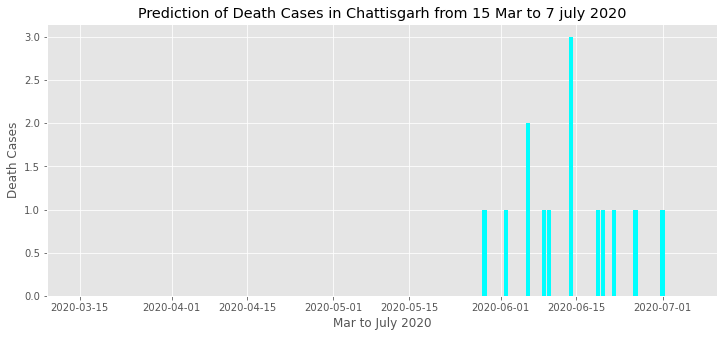 Prediction of Death Cases in Chattisgarh from 15 Mar to 7 july 2020
3.0
2.5
2.0
1.5
1.0
0.5
0.0
Death Cases
2020-03-15 2020-04-01 2020-04-15 2020-05-01 2020-05-15 2020-06-01 2020-06-15 2020-07-01
Mar to July 2020